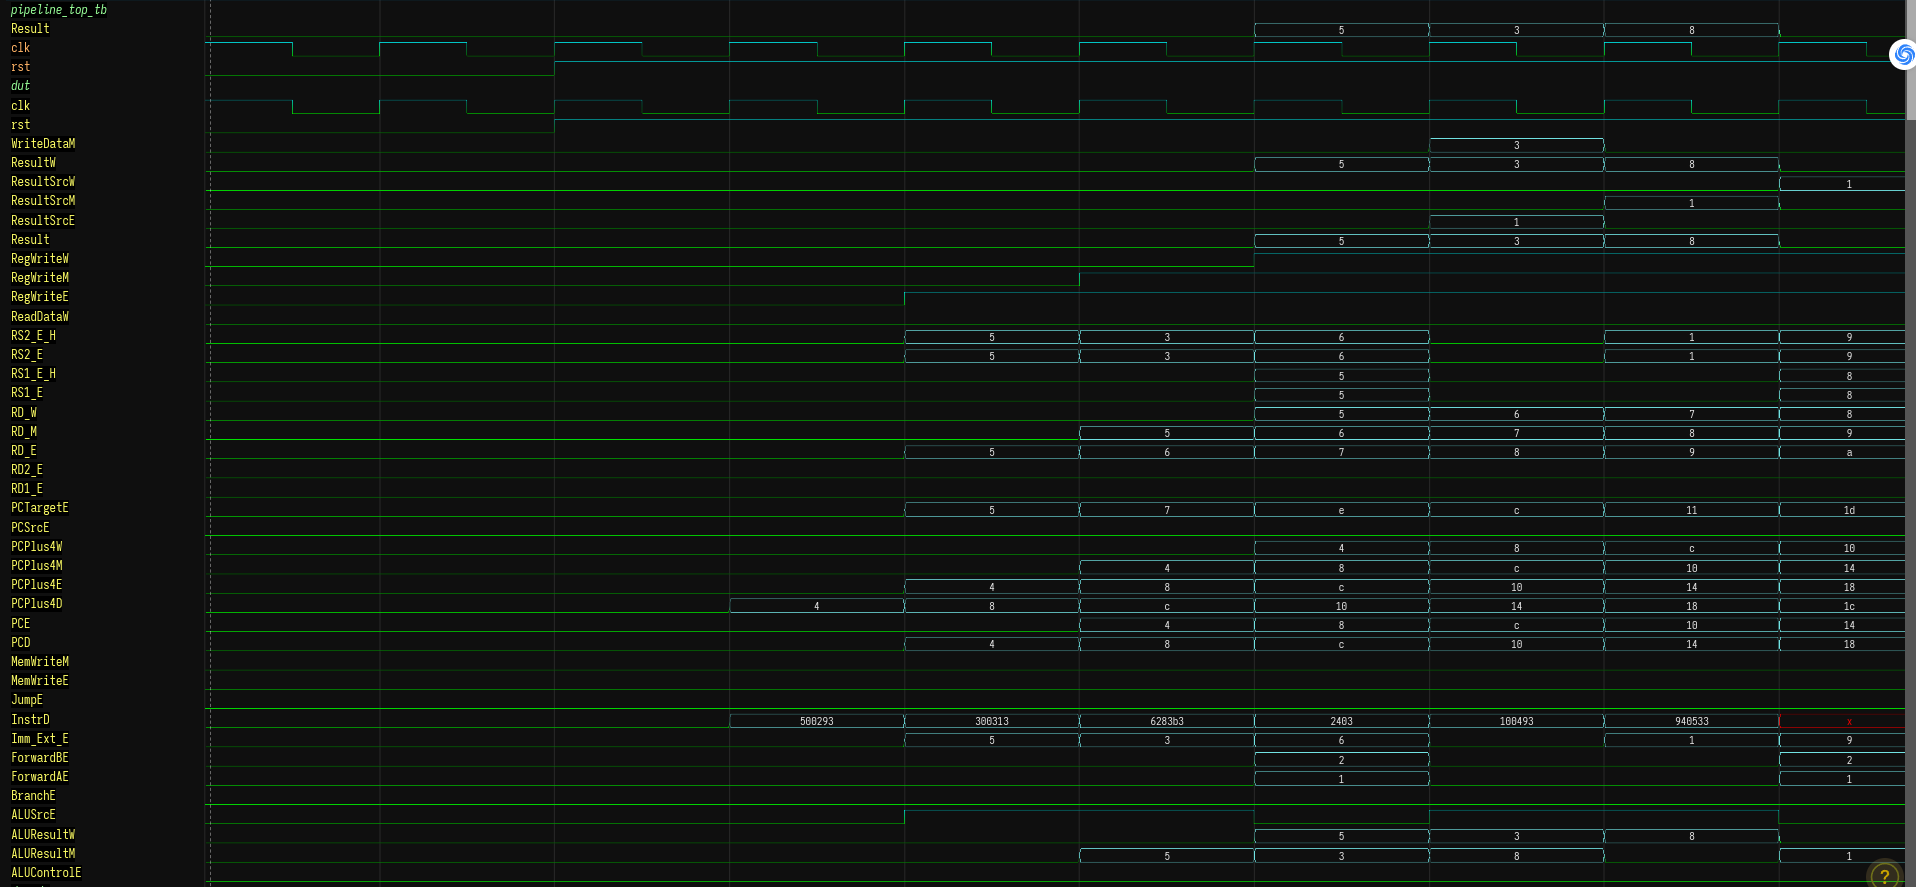 pipeline_top_tb
Result 5 3 8
clk
rst
dut
clk
rst
WriteDataM 3
ResultW 5 3 8
ResultSrcW 1
ResultSrcM 1
ResultSrcE 1
Result 5 3 8
RegWriteW
RegWriteM
RegWriteE
ReadDataW
RS2_E_H 5 3 6 1 9
RS2_E 5 3 6 1 9
RS1_E_H 5 8
RS1_E 5 8
RD_W 5 6 7 8
RD_M 5 6 7 8 9
RD_E 5 6 7 8 9 a
RD2_E
RD1_E
PCTargetE 5 7 e c 11 1d
PCSrcE
PCPlus4W 4 8 c 10
PCPlus4M 4 8 c 10 14
PCPlus4E 4 8 c 10 14 18
PCPlus4D 4 8 c 10 14 18 1c
PCE 4 8 c 10 14
PCD 4 8 c 10 14 18
MemWriteM
MemWriteE
JumpE
InstrD 500293 300313 6283b3 2403 100493 940533 x
Imm_Ext_E 5 3 6 1 9
ForwardBE 2 2
ForwardAE 1 1
BranchE
ALUSrcE
ALUResultW 5 3 8
ALUResultM 5 3 8 1
ALUControlE
?